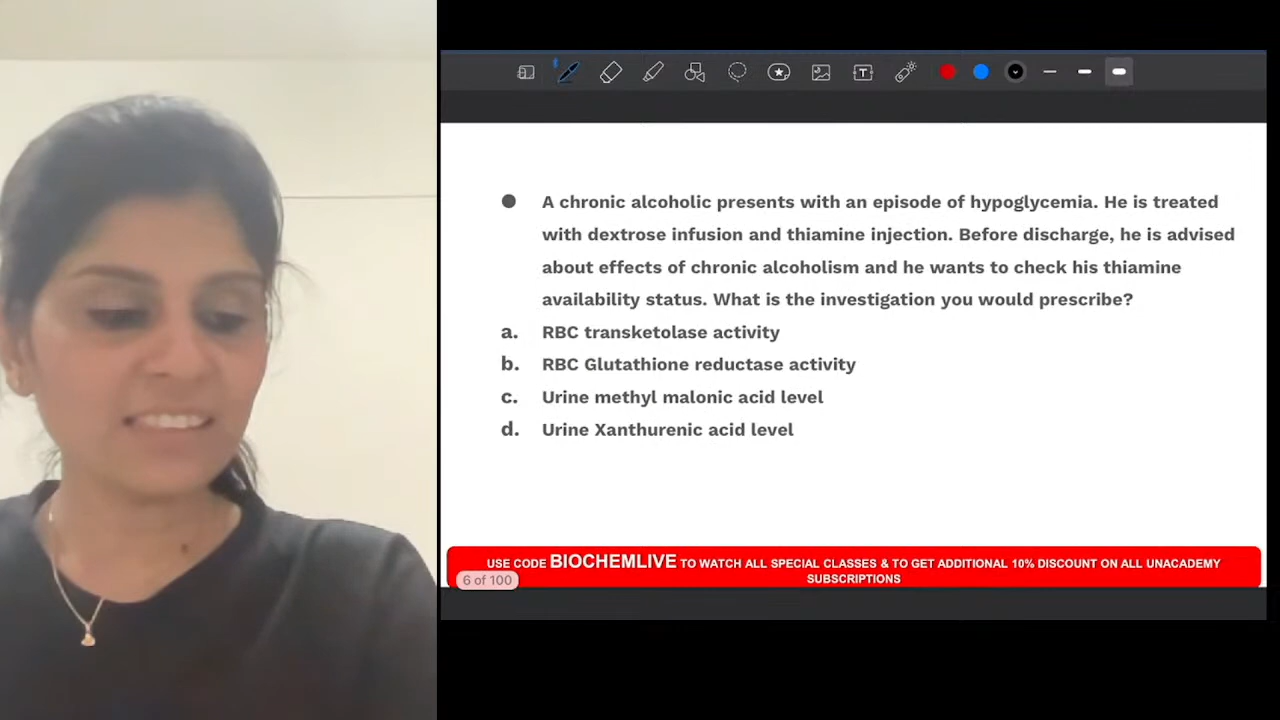 ● A chronic alcoholic presents with an episode of hypoglycemia. He is treated
with dextrose infusion and thiamine injection. Before discharge, he is advised
about effects of chronic alcoholism and he wants to check his thiamine
availability status. What is the investigation you would prescribe?
a. RBC transketolase activity
b. RBC Glutathione reductase activity
c. Urine methyl malonic acid level
d. Urine Xanthurenic acid level
USE CODE BIOCHEMLIVE TO WATCH ALL SPECIAL CLASSES & TO GET ADDITIONAL 10% DISCOUNT ON ALL UNACADEMY
SUBSCRIPTIONS
6 of 100